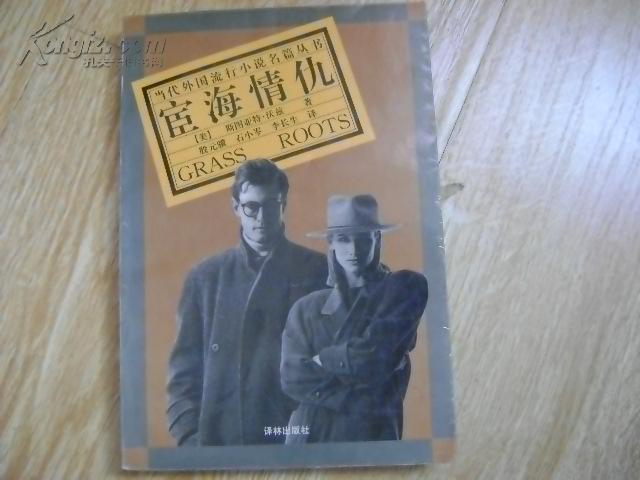 Kongfz.com
孔夫子旧书网
当代外国流行小说名篇丛书
宦海情仇
[美] 斯图亚特·沃兹 著
殷元骥 石小岑 李长生 译
GRASS ROOTS
译林出版社